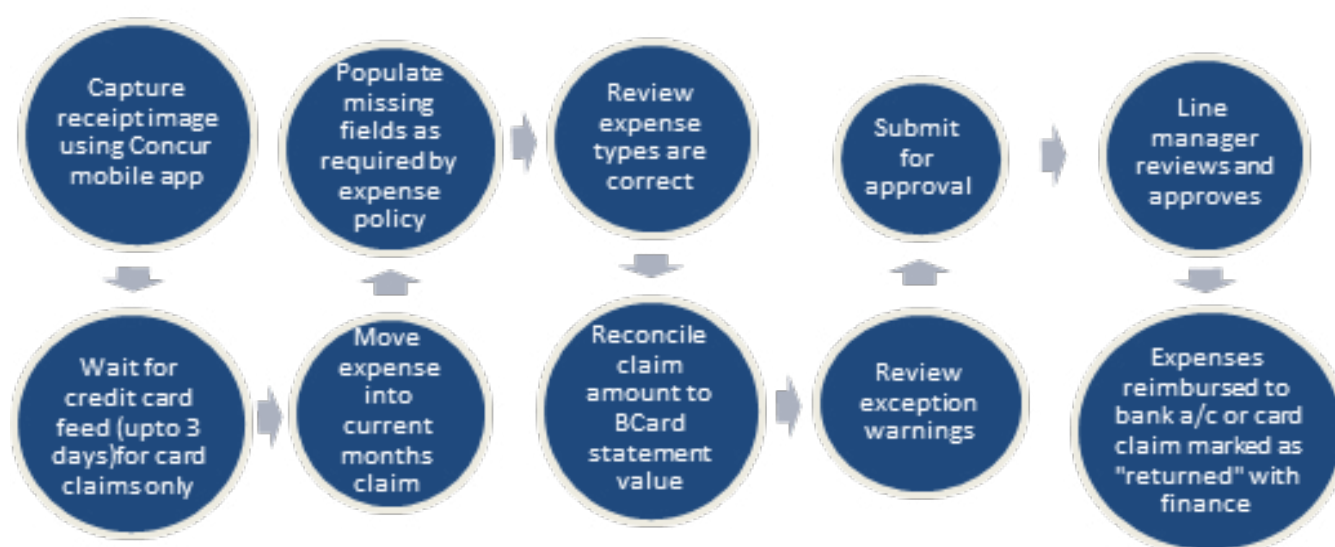 Capture
receipt image
using Concur
mobile app
Wait for
credit card
feed (upto 3
days)for card
claims only
Move
expense
into
current
months
claim
Populate
missing
fields as
required by
expense
policy
Review
expense
types are
correct
Reconcile
claim
amount to
BCard
statement
value
Review
exception
warnings
Submit
for
approval
Line
manager
reviews and
approves
Expenses
reimbursed to
bank a/c or card
claim marked as
"returned" with
finance